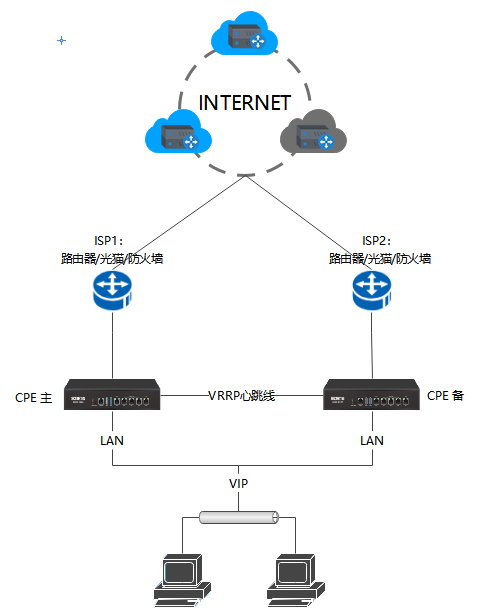 INTERNET
ISP1：
路由器/光猫/防火墙
ISP2：
路由器/光猫/防火墙
CPE 主
VRRP心跳线
CPE 备
LAN
LAN
VIP